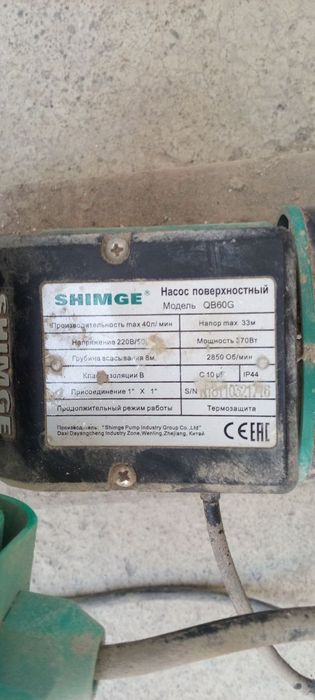 SHIMGE® Насос поверхностный
Модель QB60G
Производительность max 40л/мин Напор max 33м
Напряжение 220В/50 Мощность 370Вт
Глубина всасывания 8м 2850 Об/мин
Класс изоляции B C 10 μF IP44
Присоединение 1" X 1" S/N
Продолжительный режим работы Термозащита
Производитель: "Shimge Pump Industry Group Co.,Ltd"
Daxi Dayangcheng Industry Zone,Wenling,Zhejiang, Китай
CE EAC
SHIMGE